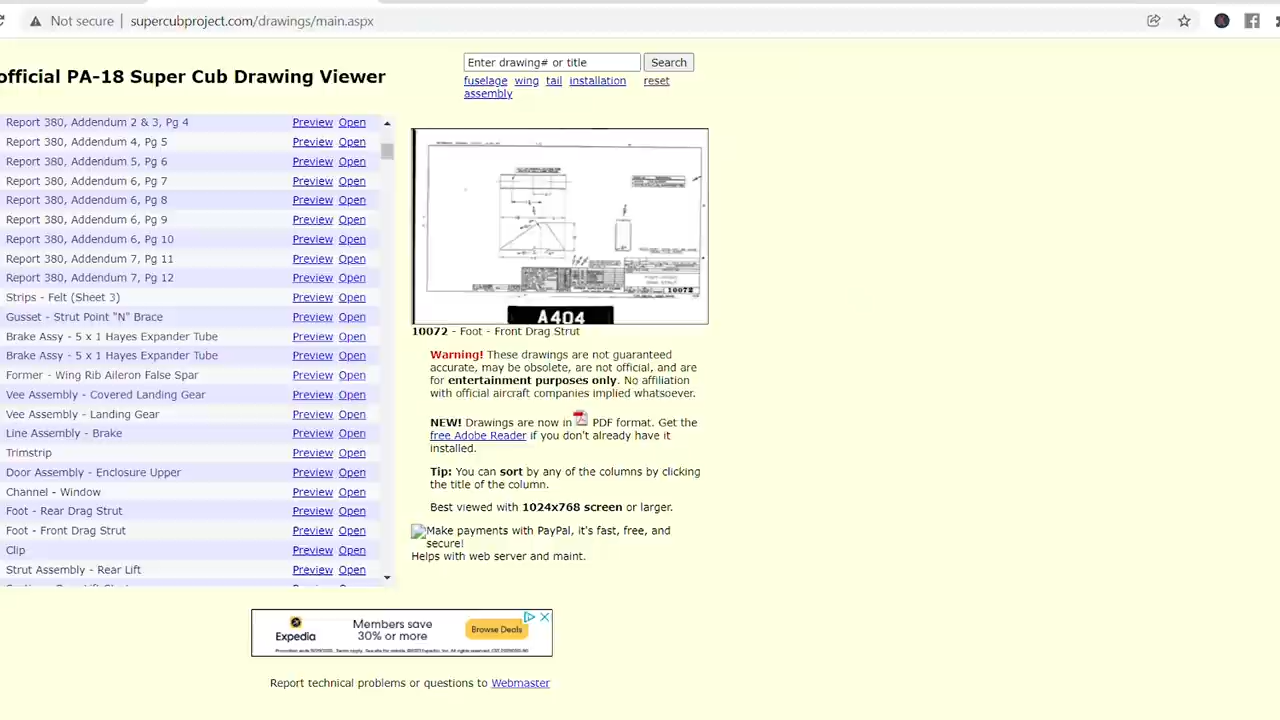 Not secure
supercubproject.com/drawings/main.aspx
official PA-18 Super Cub Drawing Viewer
Enter drawing# or title
Search
fuselage wing tail installation reset
assembly
Report 380, Addendum 2 & 3, Pg 4 Preview Open
Report 380, Addendum 4, Pg 5 Preview Open
Report 380, Addendum 5, Pg 6 Preview Open
Report 380, Addendum 6, Pg 7 Preview Open
Report 380, Addendum 6, Pg 8 Preview Open
Report 380, Addendum 6, Pg 9 Preview Open
Report 380, Addendum 6, Pg 10 Preview Open
Report 380, Addendum 7, Pg 11 Preview Open
Report 380, Addendum 7, Pg 12 Preview Open
Strips - Felt (Sheet 3) Preview Open
Gusset - Strut Point "N" Brace Preview Open
Brake Assy - 5 x 1 Hayes Expander Tube Preview Open
Brake Assy - 5 x 1 Hayes Expander Tube Preview Open
Former - Wing Rib Aileron False Spar Preview Open
Vee Assembly - Covered Landing Gear Preview Open
Vee Assembly - Landing Gear Preview Open
Line Assembly - Brake Preview Open
Trimstrip Preview Open
Door Assembly - Enclosure Upper Preview Open
Channel - Window Preview Open
Foot - Rear Drag Strut Preview Open
Foot - Front Drag Strut Preview Open
Clip Preview Open
Strut Assembly - Rear Lift Preview Open
10072
A404
10072 - Foot - Front Drag Strut
Warning! These drawings are not guaranteed
accurate, may be obsolete, are not official, and are
for entertainment purposes only. No affiliation
with official aircraft companies implied whatsoever.
NEW! Drawings are now in PDF format. Get the
free Adobe Reader if you don't already have it
installed.
Tip: You can sort by any of the columns by clicking
the title of the column.
Best viewed with 1024x768 screen or larger.
Make payments with PayPal, it's fast, free, and
secure!
Helps with web server and maint.
Expedia
Members save
30% or more
Browse Deals
Report technical problems or questions to Webmaster